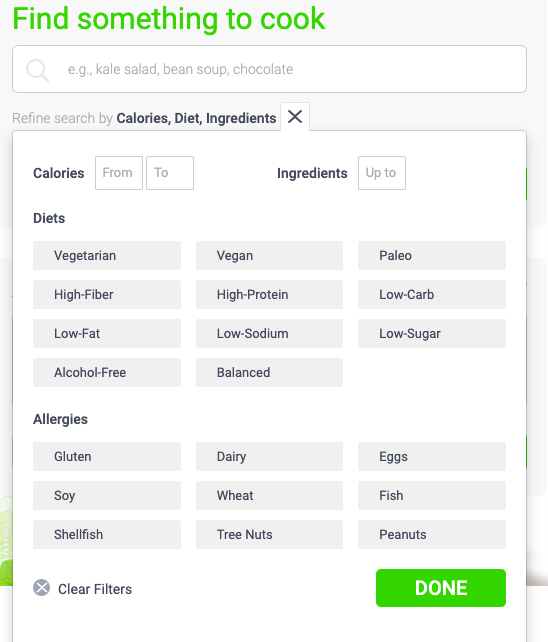 Find something to cook
e.g., kale salad, bean soup, chocolate
Refine search by Calories, Diet, Ingredients
Calories From To Ingredients Up to
Diets
Vegetarian Vegan Paleo
High-Fiber High-Protein Low-Carb
Low-Fat Low-Sodium Low-Sugar
Alcohol-Free Balanced
Allergies
Gluten Dairy Eggs
Soy Wheat Fish
Shellfish Tree Nuts Peanuts
Clear Filters DONE